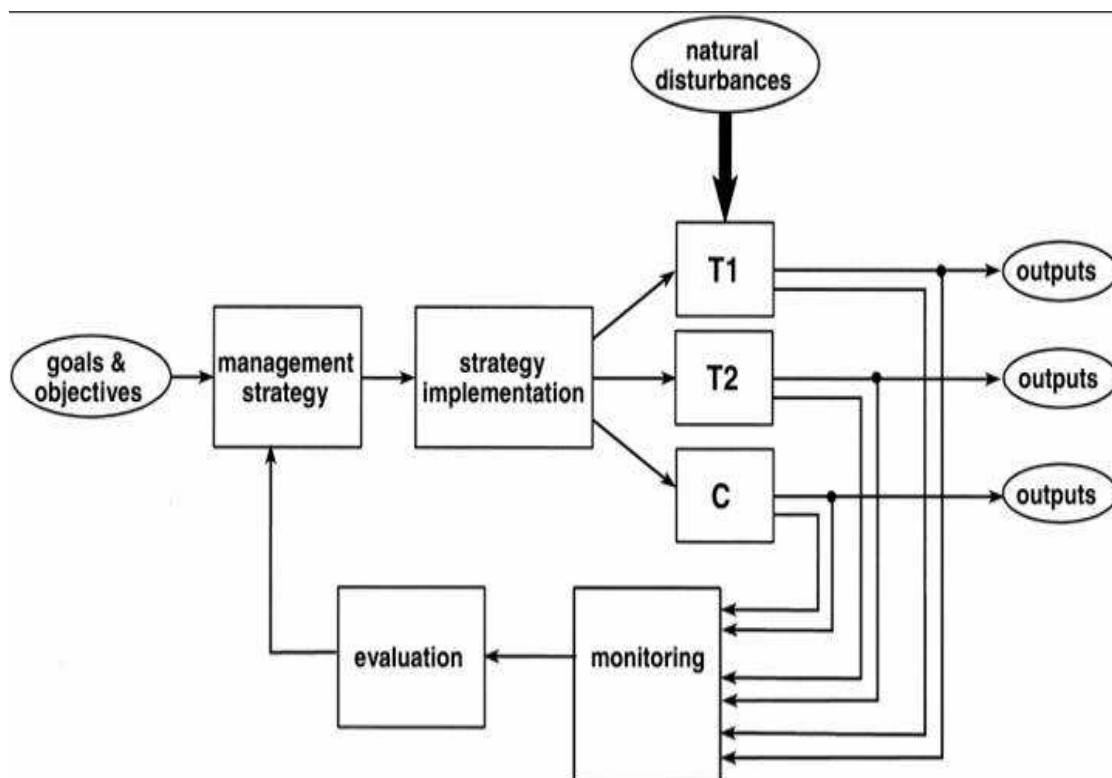 natural
disturbances
T1
outputs
goals &
objectives
management
strategy
strategy
implementation
T2
outputs
C
outputs
evaluation
monitoring